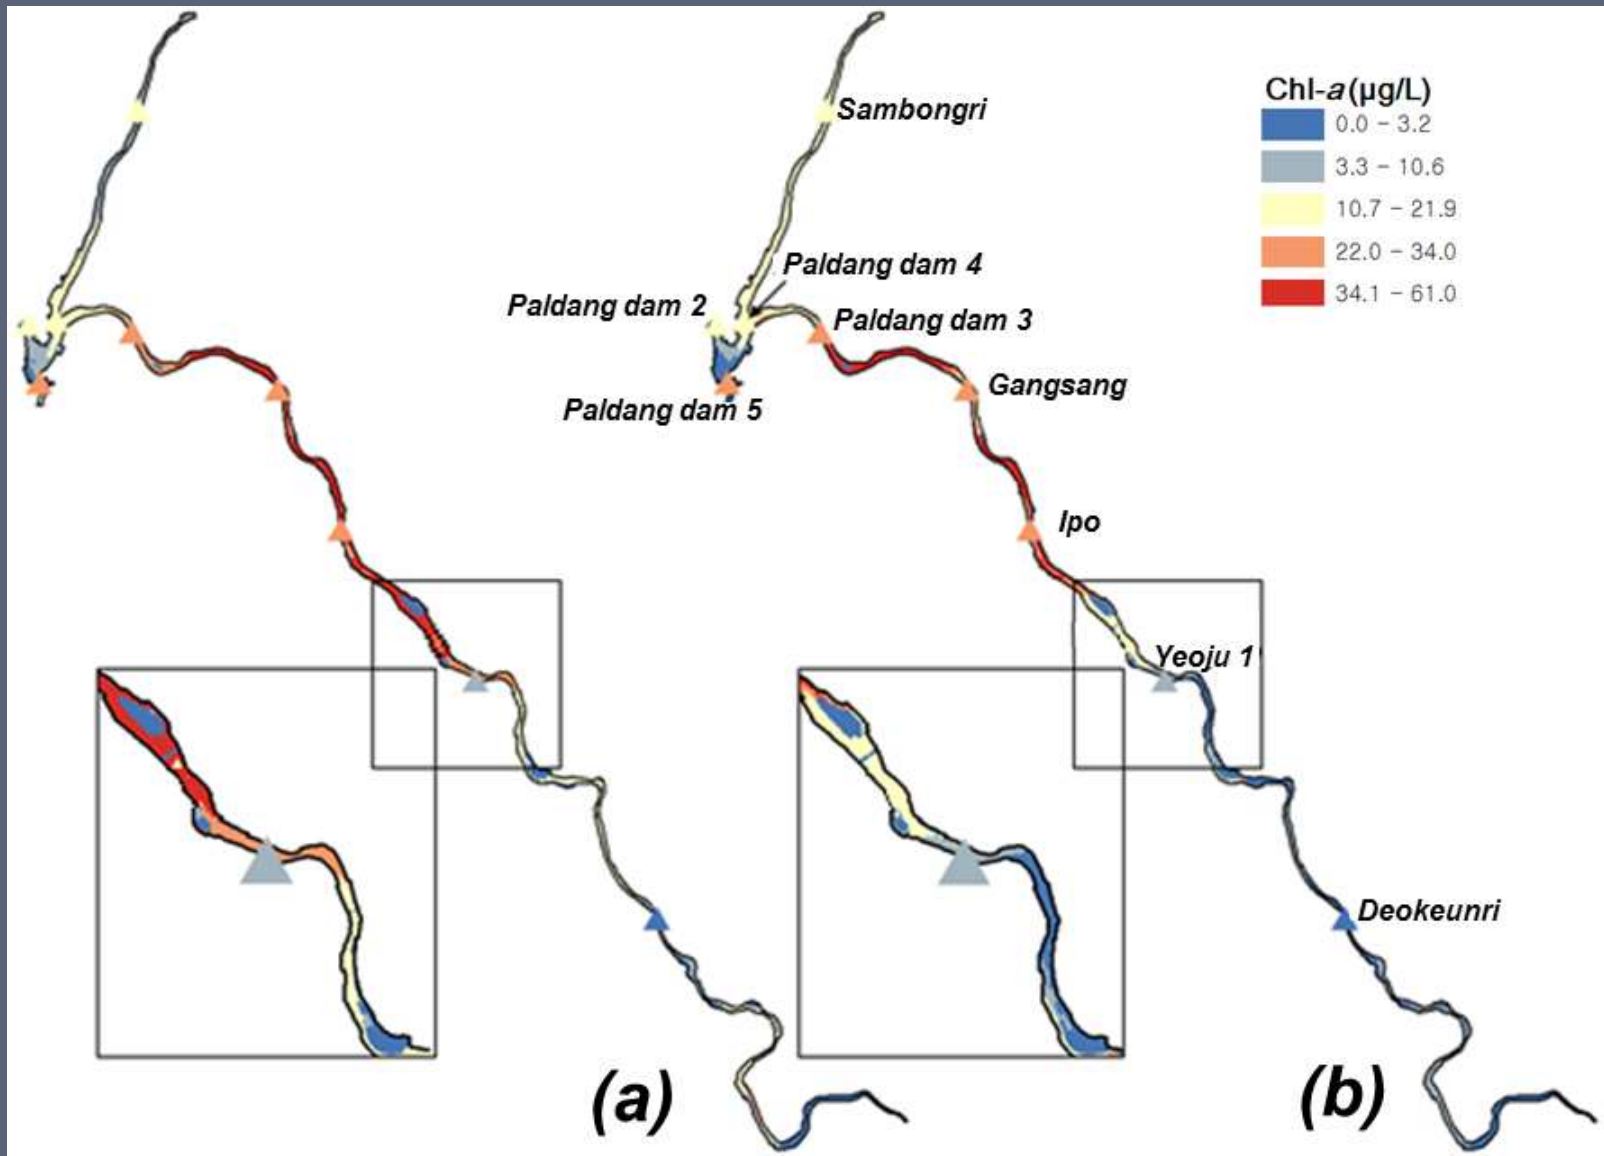 Chl-a (µg/L)
0.0 – 3.2
3.3 – 10.6
10.7 – 21.9
22.0 – 34.0
34.1 – 61.0
Sambongri
Paldang dam 4
Paldang dam 2
Paldang dam 3
Gangsang
Paldang dam 5
Ipo
Yeoju 1
Deokeunri
(a)
(b)